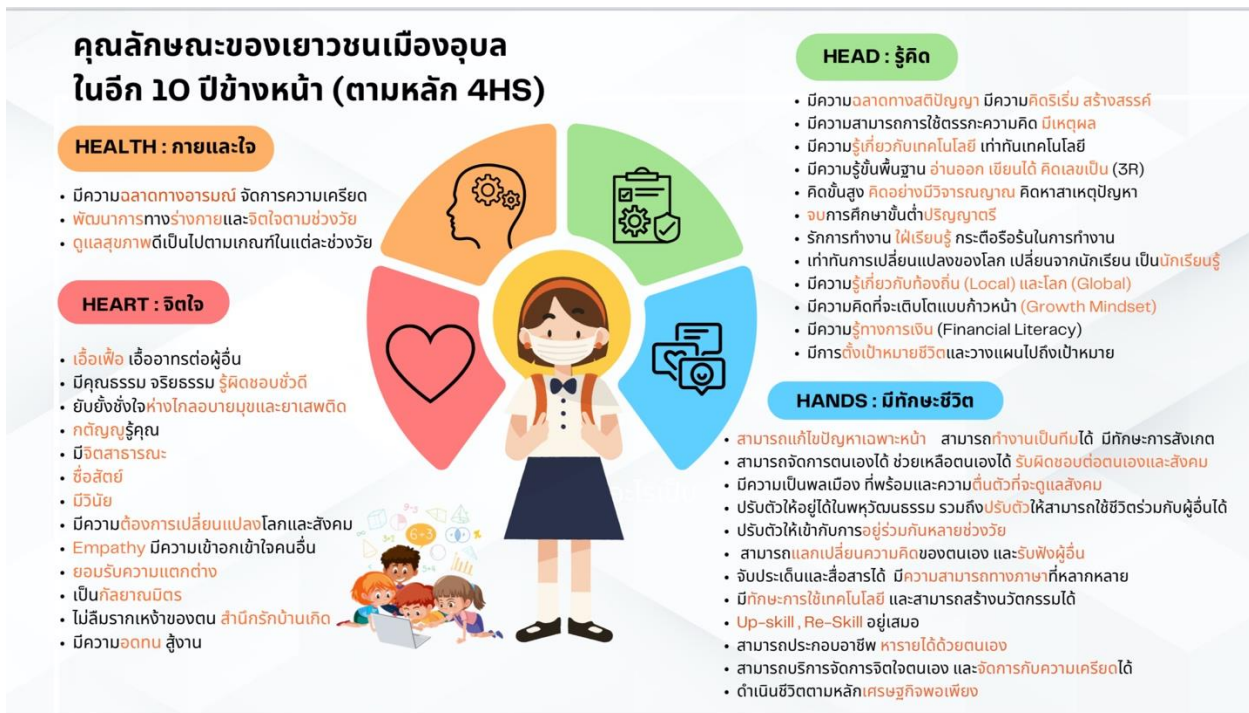 คุณลักษณะของเยาวชนเมืองอุบล
ในอีก 10 ปีข้างหน้า (ตามหลัก 4HS)
HEALTH : กายและใจ
• มีความฉลาดทางอารมณ์ จัดการความเครียด
• พัฒนาการทางร่างกายและจิตใจตามช่วงวัย
• ดูแลสุขภาพดีเป็นไปตามเกณฑ์ในแต่ละช่วงวัย
HEART : จิตใจ
• เอื้อเฟื้อ เอื้ออาทรต่อผู้อื่น
• มีคุณธรรม จริยธรรม รู้ผิดชอบชั่วดี
• ยับยั้งชั่งใจห่างไกลอบายมุขและยาเสพติด
• กตัญญูรู้คุณ
• มีจิตสาธารณะ
• ซื่อสัตย์
• มีวินัย
• มีความต้องการเปลี่ยนแปลงโลกและสังคม
• Empathy มีความเข้าอกเข้าใจคนอื่น
• ยอมรับความแตกต่าง
• เป็นกัลยาณมิตร
• ไม่ลืมรากเหง้าของตน สำนึกรักบ้านเกิด
• มีความอดทน สู้งาน
6÷3
HEAD : รู้คิด
• มีความฉลาดทางสติปัญญา มีความคิดริเริ่ม สร้างสรรค์
• มีความสามารถการใช้ตรรกะความคิด มีเหตุผล
• มีความรู้เกี่ยวกับเทคโนโลยี เท่าทันเทคโนโลยี
• มีความรู้ขั้นพื้นฐาน อ่านออก เขียนได้ คิดเลขเป็น (3R)
• คิดขั้นสูง คิดอย่างมีวิจารณญาณ คิดหาสาเหตุปัญหา
• จบการศึกษาขั้นต่ำปริญญาตรี
• รักการทำงาน ใฝ่เรียนรู้ กระตือรือร้นในการทำงาน
• เท่าทันการเปลี่ยนแปลงของโลก เปลี่ยนจากนักเรียน เป็นนักเรียนรู้
• มีความรู้เกี่ยวกับท้องถิ่น (Local) และโลก (Global)
• มีความคิดที่จะเติบโตแบบก้าวหน้า (Growth Mindset)
• มีความรู้ทางการเงิน (Financial Literacy)
• มีการตั้งเป้าหมายชีวิตและวางแผนไปถึงเป้าหมาย
HANDS : มีทักษะชีวิต
• สามารถแก้ไขปัญหาเฉพาะหน้า สามารถทำงานเป็นทีมได้ มีทักษะการสังเกต
• สามารถจัดการตนเองได้ ช่วยเหลือตนเองได้ รับผิดชอบต่อตนเองและสังคม
• มีความเป็นพลเมือง ที่พร้อมและความตื่นตัวที่จะดูแลสังคม
• ปรับตัวให้อยู่ได้ในพหุวัฒนธรรม รวมถึงปรับตัวให้สามารถใช้ชีวิตร่วมกับผู้อื่นได้
• ปรับตัวให้เข้ากับการอยู่ร่วมกันหลายช่วงวัย
• สามารถแลกเปลี่ยนความคิดของตนเอง และรับฟังผู้อื่น
• จับประเด็นและสื่อสารได้ มีความสามารถทางภาษาที่หลากหลาย
• มีทักษะการใช้เทคโนโลยี และสามารถสร้างนวัตกรรมได้
• Up-skill , Re-Skill อยู่เสมอ
• สามารถประกอบอาชีพ หารายได้ด้วยตนเอง
• สามารถบริการจัดการจิตใจตนเอง และจัดการกับความเครียดได้
• ดำเนินชีวิตตามหลักเศรษฐกิจพอเพียง